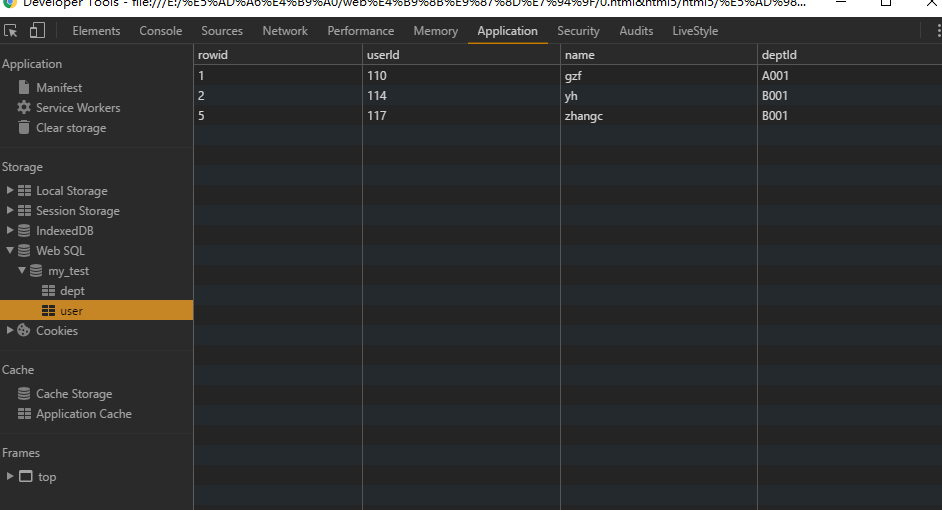 Developer Tools - file:///E:/%E5%AD%A6%E4%B9%A0/web%E4%B9%8B%E9%87%8D%E7%94%9F/0.html&html5/html5/%E5%AD%98...
Elements Console Sources Network Performance Memory Application Security Audits LiveStyle
Application
Manifest
Service Workers
Clear storage
Storage
Local Storage
Session Storage
IndexedDB
Web SQL
my_test
dept
user
Cookies
Cache
Cache Storage
Application Cache
Frames
top
rowid userId name deptId
1 110 gzf A001
2 114 yh B001
5 117 zhangc B001